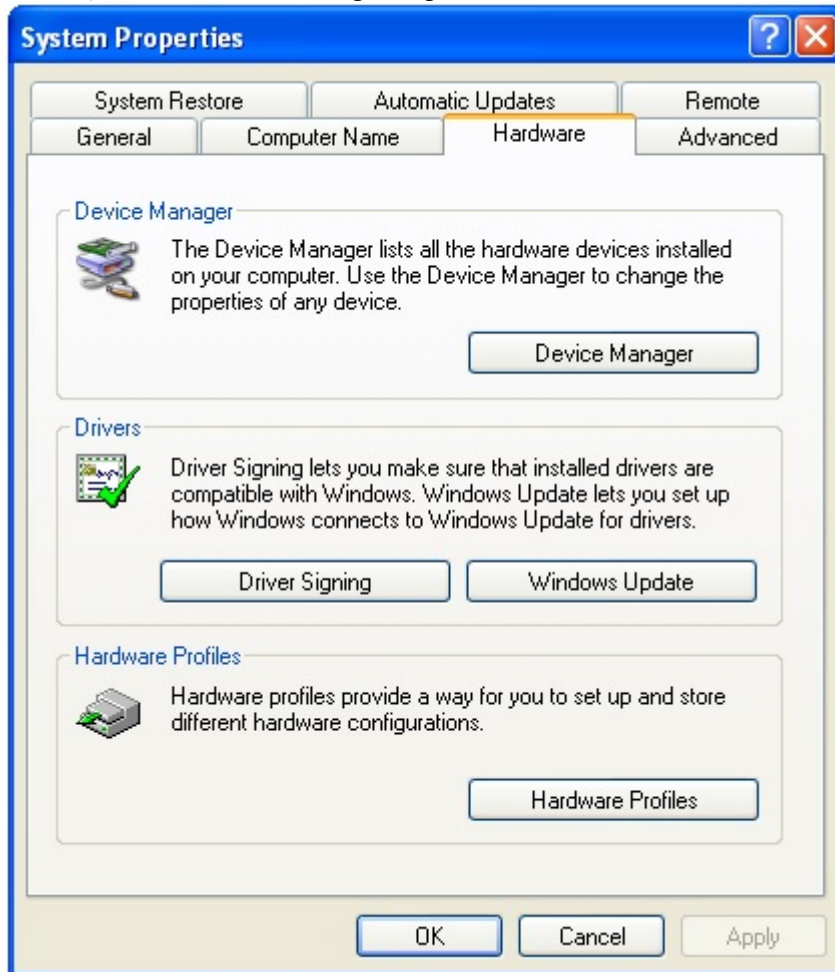 System Properties
System Restore Automatic Updates Remote
General Computer Name Hardware Advanced
Device Manager
The Device Manager lists all the hardware devices installed
on your computer. Use the Device Manager to change the
properties of any device.
Device Manager
Drivers
Driver Signing lets you make sure that installed drivers are
compatible with Windows. Windows Update lets you set up
how Windows connects to Windows Update for drivers.
Driver Signing Windows Update
Hardware Profiles
Hardware profiles provide a way for you to set up and store
different hardware configurations.
Hardware Profiles
OK Cancel Apply